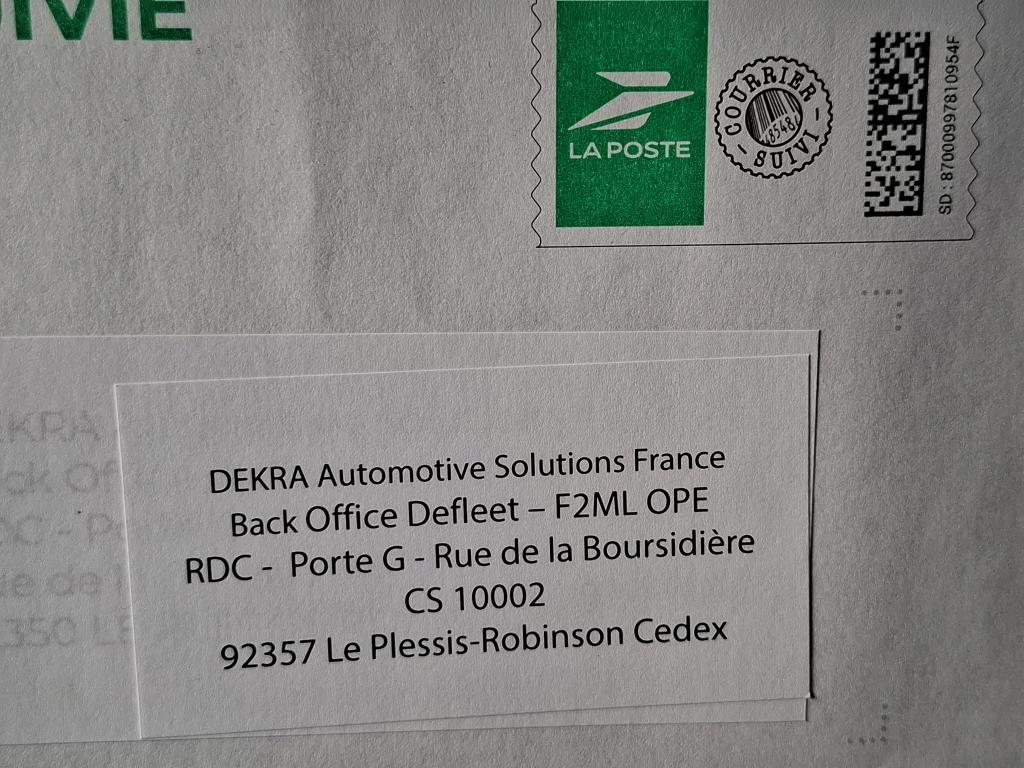 LA POSTE
COURRIER
SUIVI
SD : 87000997810954F
DEKRA Automotive Solutions France
Back Office Defleet – F2ML OPE
RDC -  Porte G - Rue de la Boursidière
CS 10002
92357 Le Plessis-Robinson Cedex